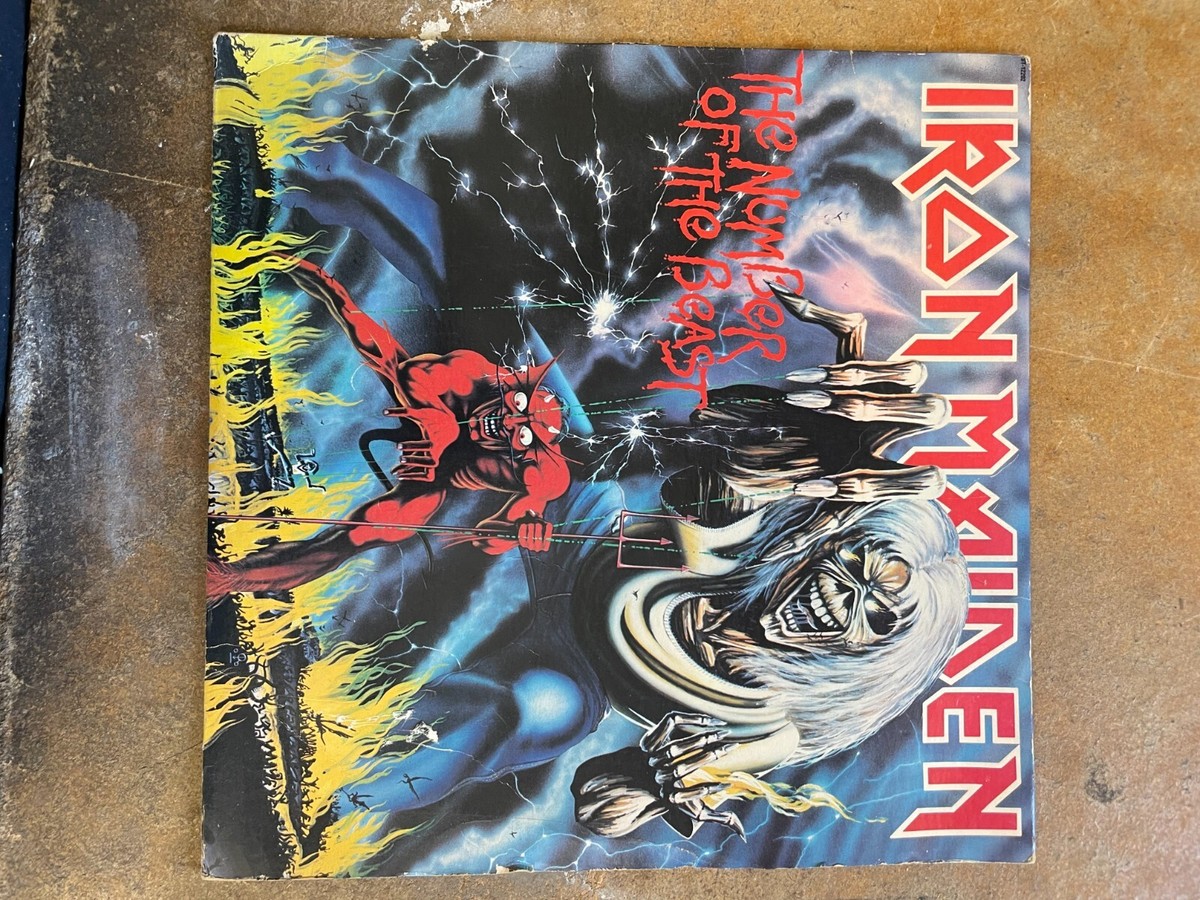 IRON MAIDEN
THE NUMBER
OF THE BEAST